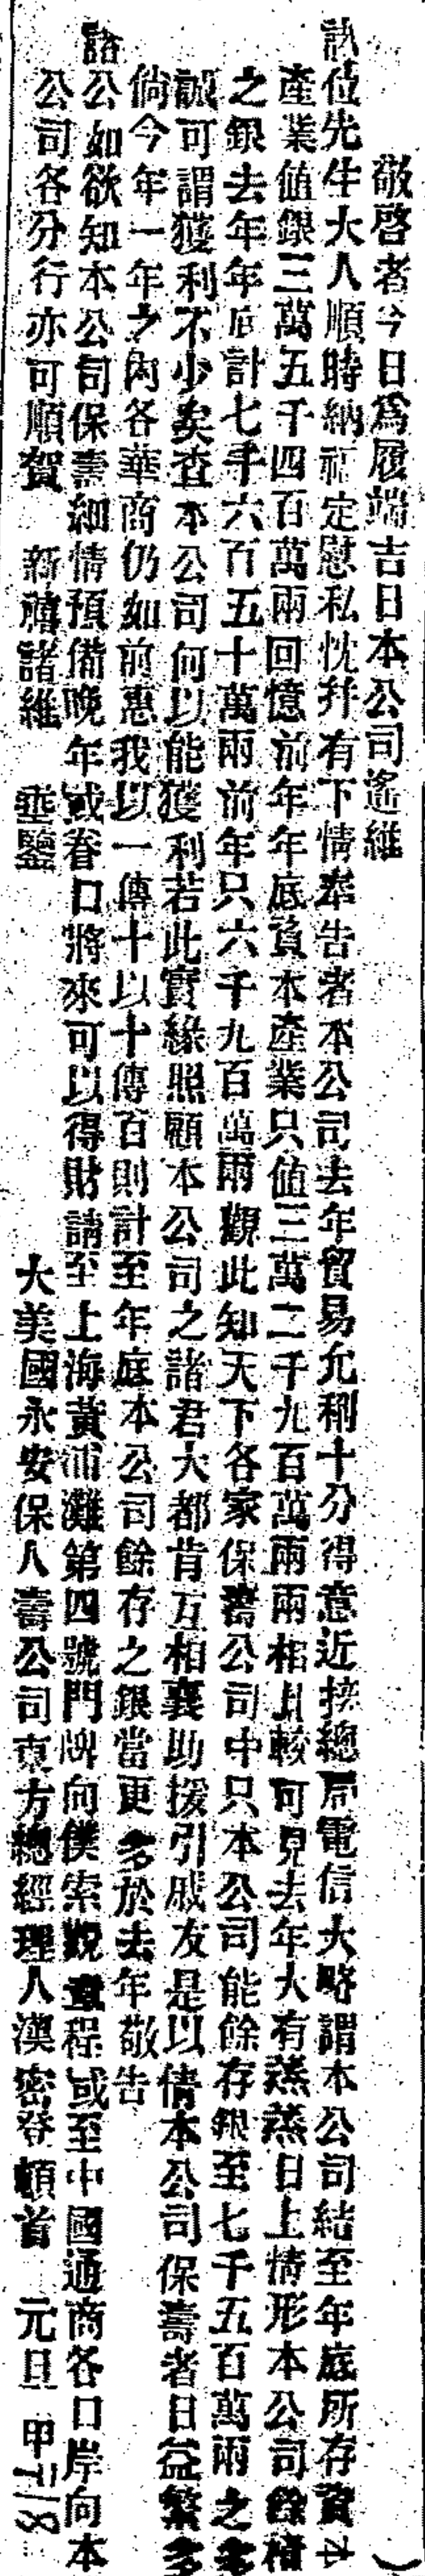 敬啓者今日爲履端吉日本公司遙維
諸位先生大人順時納福定慰私忱幷有下情奉告者本公司去年貿易允利十分得意近接總局電信大略謂本公司結至年底所存資本
產業値銀三萬五千四百萬兩回憶前年年底資本產業只値三萬二千九百萬兩兩相比較可見去年大有蒸蒸日上情形本公司餘積
之銀去年年底計七千六百五十萬兩前年只六千九百萬兩觀此知天下各家保壽公司中只本公司能餘存銀至七千五百萬兩之多
誠可謂獲利不少矣查本公司何以能獲利若此實緣照顧本公司之諸君大都肯互相襄助援引戚友是以倩本公司保壽者日益繁多
倘今年一年之內各華商仍如前惠我以一傳十以十傳百則計至年底本公司餘存之銀當更多於去年敬告
諸公如欲知本公司保壽細情預備晚年或眷口將來可以得財請至上海黃浦灘第四號門牌向僕索觀章程或至中國通商各口岸向本
公司各分行亦可順賀 新禧諸維 垂鑒 大美國永安保人壽公司東方總經理人漢密登頓首 元旦 甲